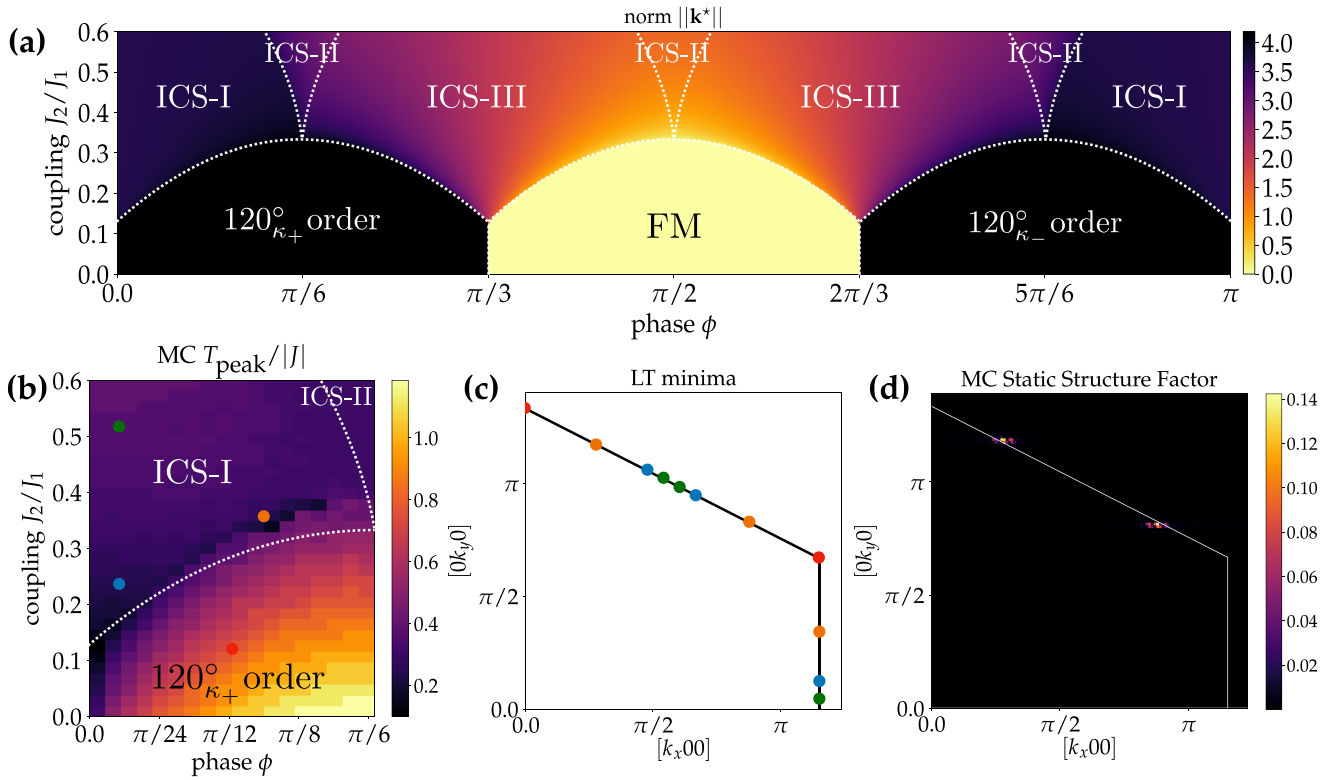 norm ||k⋆||
(a)
0.6
0.5
0.4
0.3
0.2
0.1
0.0
coupling J₂/J₁
ICS-II
ICS-II
ICS-II
ICS-I
ICS-III
ICS-III
ICS-I
120°κ₊ order
FM
120°κ₋ order
0.0
π/6
π/3
π/2
2π/3
5π/6
π
phase ϕ
4.0
3.5
3.0
2.5
2.0
1.5
1.0
0.5
0.0
(b)
MC Tpeak/|J|
0.6
0.5
0.4
0.3
0.2
0.1
0.0
coupling J₂/J₁
ICS-II
ICS-I
120°κ₊ order
0.0
π/24
π/12
π/8
π/6
phase ϕ
1.0
0.8
0.6
0.4
0.2
(c)
LT minima
π
π/2
0.0
[0kᵧ0]
0.0
π/2
π
[kₓ00]
(d)
MC Static Structure Factor
π
π/2
0.0
[0kᵧ0]
0.0
π/2
π
[kₓ00]
0.14
0.12
0.10
0.08
0.06
0.04
0.02